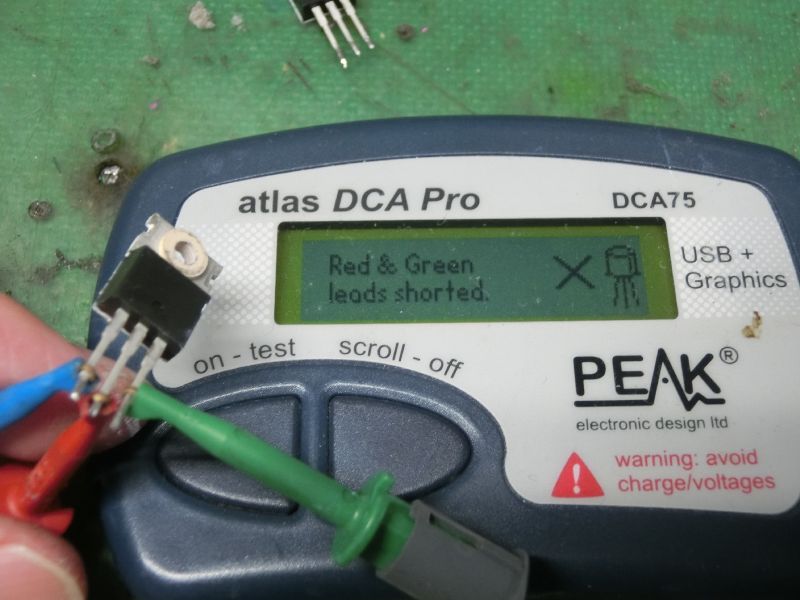 atlas DCA Pro
DCA75
Red & Green
leads shorted.
USB +
Graphics
on - test
scroll - off
PEAK®
electronic design ltd
warning: avoid
charge/voltages